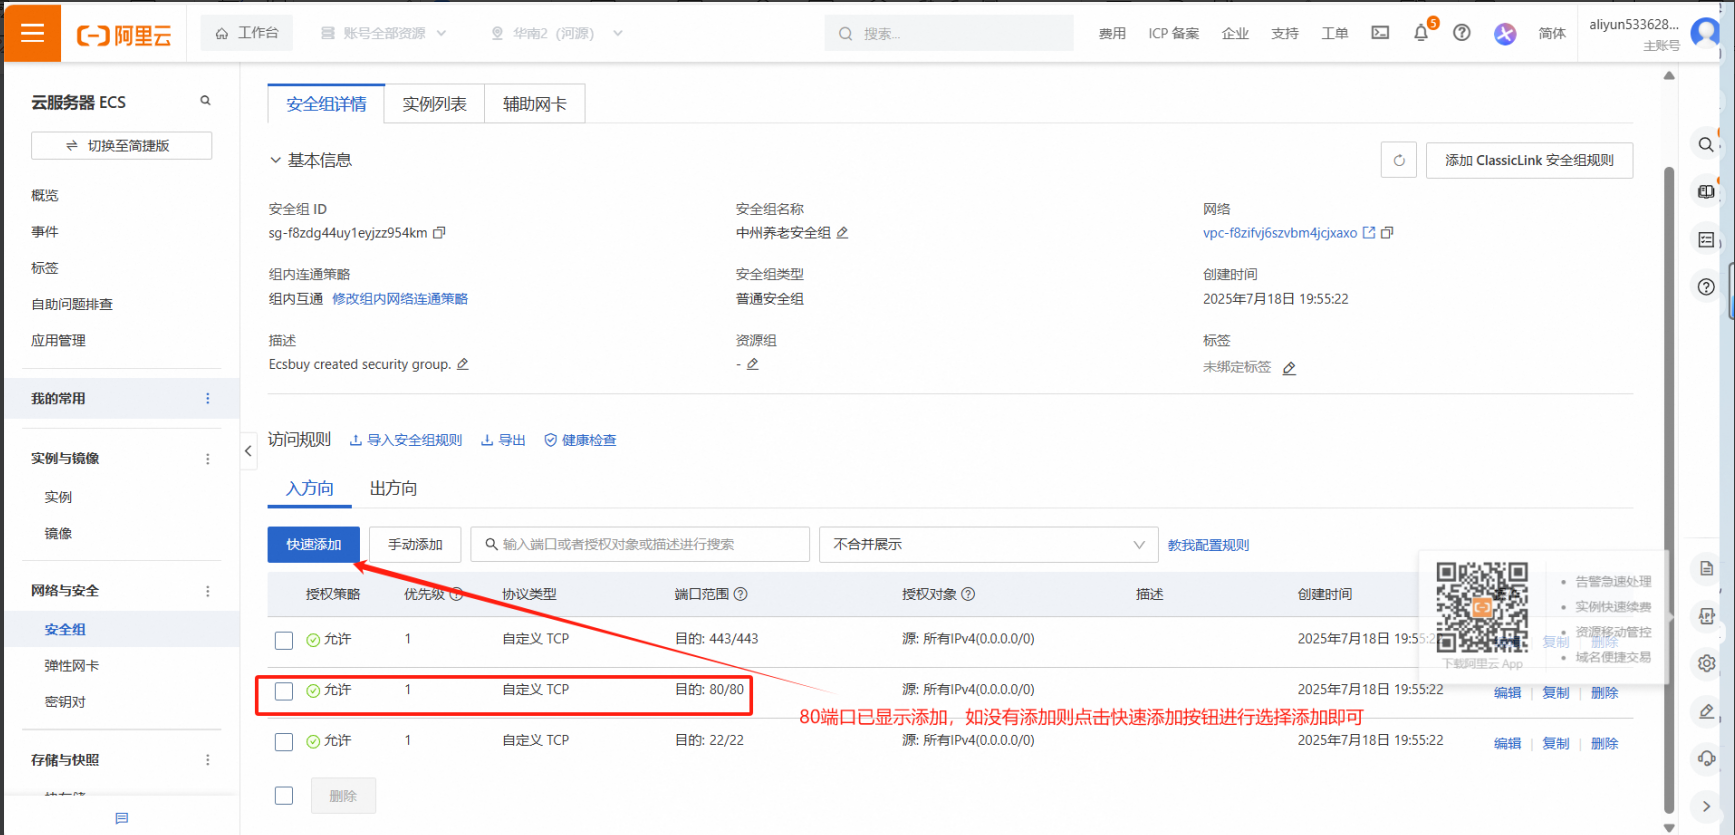 阿里云
工作台
账号全部资源
华南2（河源）
搜索...
费用
ICP 备案
企业
支持
工单
5
简体
aliyun533628...
主账号
云服务器 ECS
切换至简捷版
概览
事件
标签
自助问题排查
应用管理
我的常用
实例与镜像
实例
镜像
网络与安全
安全组
弹性网卡
密钥对
存储与快照
安全组详情
实例列表
辅助网卡
基本信息
添加 ClassicLink 安全组规则
安全组 ID
安全组名称
网络
sg-f8zdg44uy1eyjzz954km
中州养老安全组
vpc-f8zifvj6szvbm4jcjxaxo
组内连通策略
安全组类型
创建时间
组内互通 修改组内网络连通策略
普通安全组
2025年7月18日 19:55:22
描述
资源组
标签
Ecsbuy created security group.
-
未绑定标签
访问规则 导入安全组规则 导出 健康检查
入方向 出方向
快速添加 手动添加 输入端口或者授权对象或描述进行搜索 不合并展示 教我配置规则
授权策略 优先级 协议类型 端口范围 授权对象 描述 创建时间
允许 1 自定义 TCP 目的: 443/443 源: 所有IPv4(0.0.0.0/0) 2025年7月18日 19:55:22 复制 删除
允许 1 自定义 TCP 目的: 80/80 源: 所有IPv4(0.0.0.0/0) 2025年7月18日 19:55:22 编辑 复制 删除
80端口已显示添加，如没有添加则点击快速添加按钮进行选择添加即可
允许 1 自定义 TCP 目的: 22/22 源: 所有IPv4(0.0.0.0/0) 2025年7月18日 19:55:22 编辑 复制 删除
删除
告警急速处理
实例快速续费
资源移动管控
域名便捷交易
下载阿里云 App